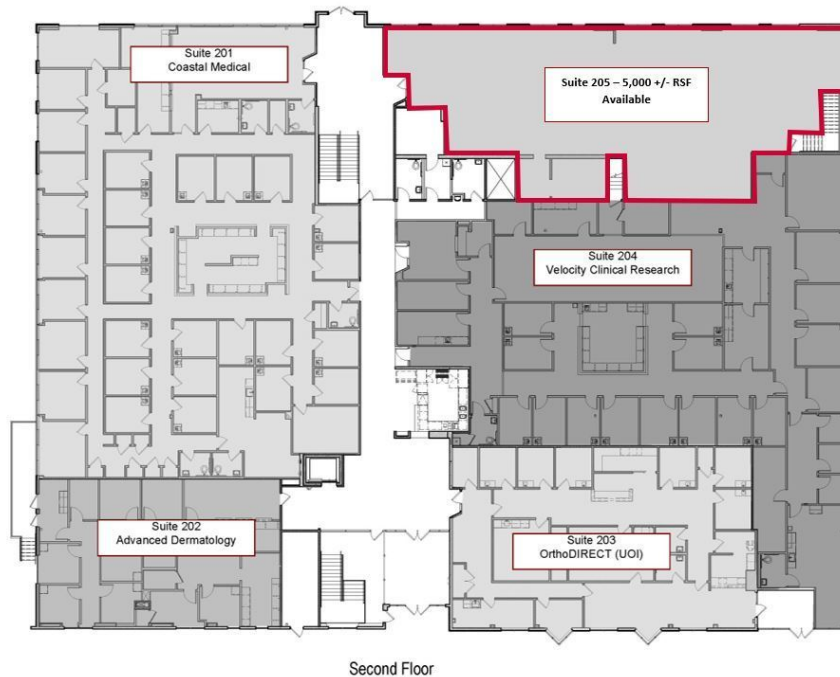 Suite 201
Coastal Medical
Suite 205 – 5,000 +/- RSF
Available
Suite 204
Velocity Clinical Research
Suite 202
Advanced Dermatology
Suite 203
OrthoDIRECT (UOI)
Second Floor